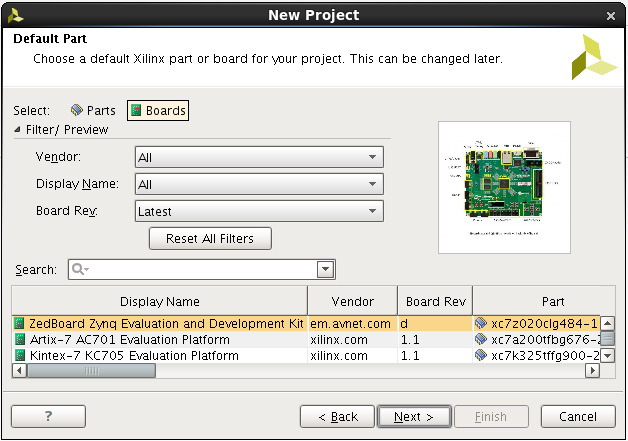 New Project
Default Part
Choose a default Xilinx part or board for your project. This can be changed later.
Select: Parts Boards
Filter/ Preview
Vendor: All
Display Name: All
Board Rev: Latest
Reset All Filters
Search:
Display Name Vendor Board Rev Part
ZedBoard Zynq Evaluation and Development Kit em.avnet.com d xc7z020clg484-1
Artix-7 AC701 Evaluation Platform xilinx.com 1.1 xc7a200tfbg676-2
Kintex-7 KC705 Evaluation Platform xilinx.com 1.1 xc7k325tffg900-2
? < Back Next > Finish Cancel